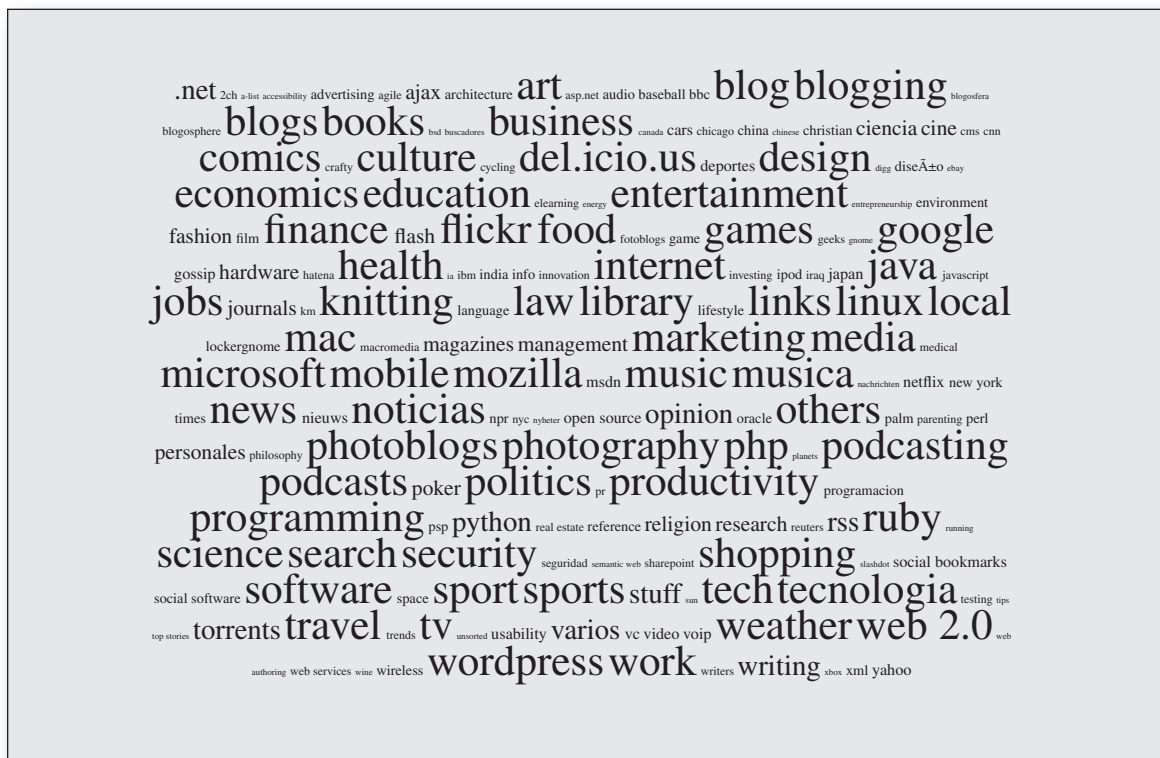 .net 2ch a-list accessibility advertising agile ajax architecture art asp.net audio baseball bbc blog blogging blogosfera
blogosphere blogs books bsd buscadores business canada cars chicago china chinese christian ciencia cine cms cnn
comics crafty culture cycling del.icio.us deportes design digg diseÃ±o ebay
economics education elearning energy entertainment entrepreneurship environment
fashion film finance flash flickr food fotoblogs game games geeks gnome google
gossip hardware hatena health ia ibm india info innovation internet investing ipod iraq japan java javascript
jobs journals km knitting language law library lifestyle links linux local
lockergnome mac macromedia magazines management marketing media medical
microsoft mobile mozilla msdn music musica nachrichten netflix new york
times news nieuws noticias npr nyc nyheter open source opinion oracle others palm parenting perl
personales philosophy photoblogs photography php planets podcasting
podcasts poker politics pr productivity programacion
programming psp python real estate reference religion research reuters rss ruby running
science search security seguridad semantic web sharepoint shopping slashdot social bookmarks
social software software space sport sports stuff sun tech tecnologia testing tips
top stories torrents travel trends tv unsorted usability varios vc video voip weather web 2.0 web
authoring web services wine wireless wordpress work writers writing xbox xml yahoo